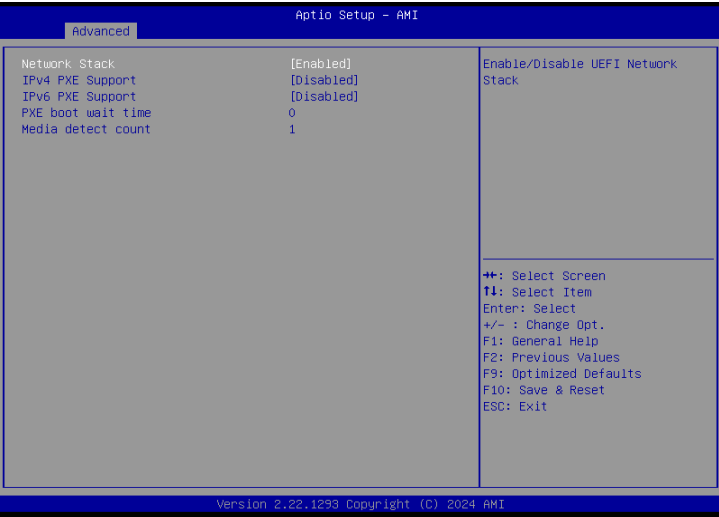 Aptio Setup - AMI
Advanced
Network Stack [Enabled]
IPv4 PXE Support [Disabled]
IPv6 PXE Support [Disabled]
PXE boot wait time 0
Media detect count 1
Enable/Disable UEFI Network
Stack
→←: Select Screen
↑↓: Select Item
Enter: Select
+/- : Change Opt.
F1: General Help
F2: Previous Values
F9: Optimized Defaults
F10: Save & Reset
ESC: Exit
Version 2.22.1293 Copyright (C) 2024 AMI